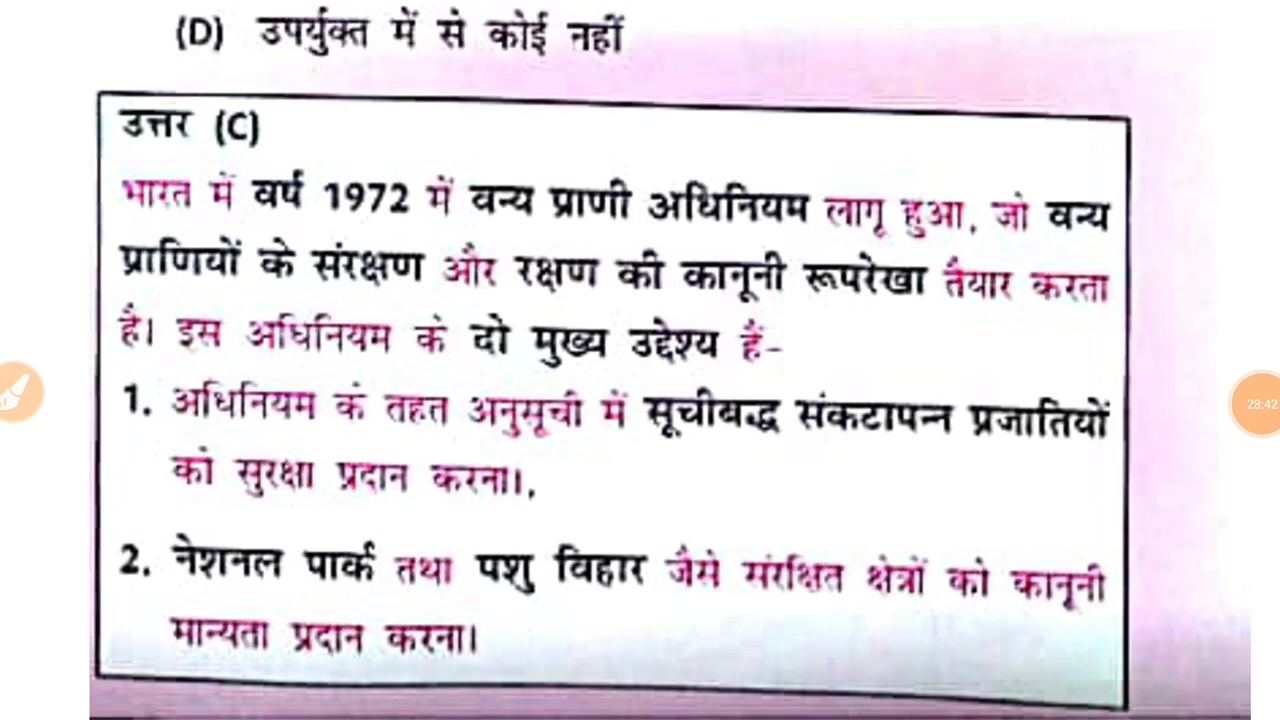 (D) उपर्युक्त में से कोई नहीं
उत्तर (C)
भारत में वर्ष 1972 में वन्य प्राणी अधिनियम लागू हुआ, जो वन्य
प्राणियों के संरक्षण और रक्षण की कानूनी रूपरेखा तैयार करता
है। इस अधिनियम के दो मुख्य उद्देश्य हैं-
1. अधिनियम के तहत अनुसूची में सूचीबद्ध संकटापन्न प्रजातियों
को सुरक्षा प्रदान करना।,
2. नेशनल पार्क तथा पशु विहार जैसे संरक्षित क्षेत्रों को कानूनी
मान्यता प्रदान करना।
28:42